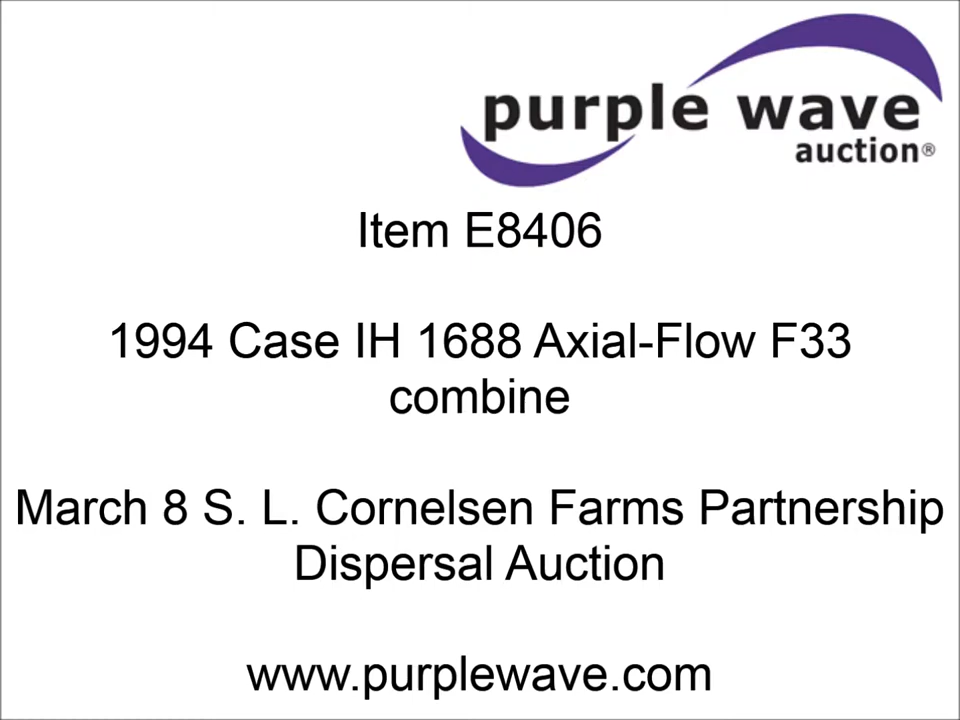 purple wave
auction®
Item E8406
1994 Case IH 1688 Axial-Flow F33
combine
March 8 S. L. Cornelsen Farms Partnership
Dispersal Auction
www.purplewave.com